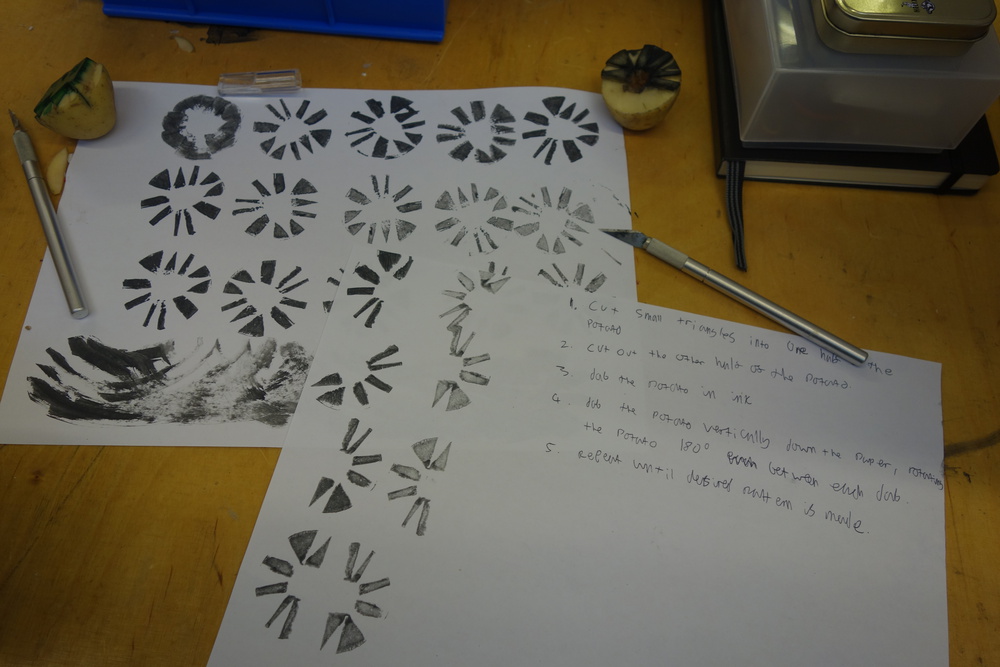 1. Cut small triangles into one half the
potato
2. cut out the other half of the potato.
3. dab the potato in ink
4. dab the potato vertically down the paper, rotating
the potato 180° between each dab.
5. Repeat until desired pattern is made.